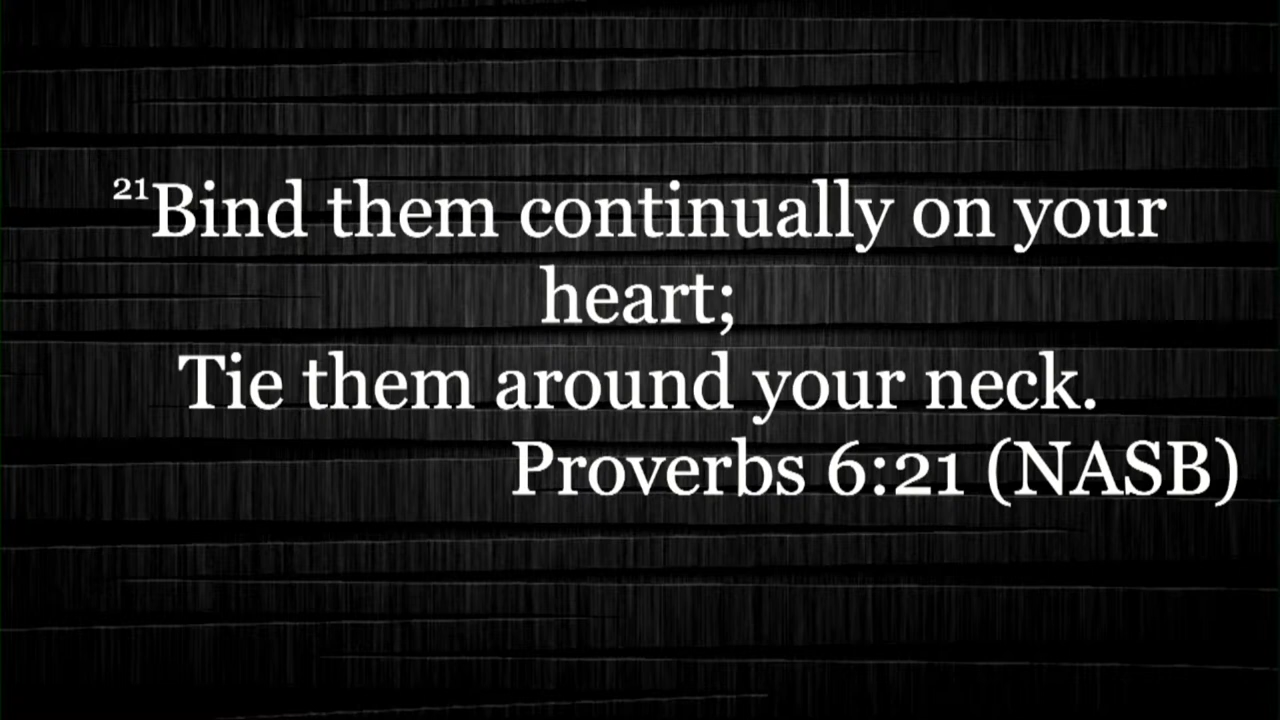 ²¹Bind them continually on your
heart;
Tie them around your neck.
Proverbs 6:21 (NASB)